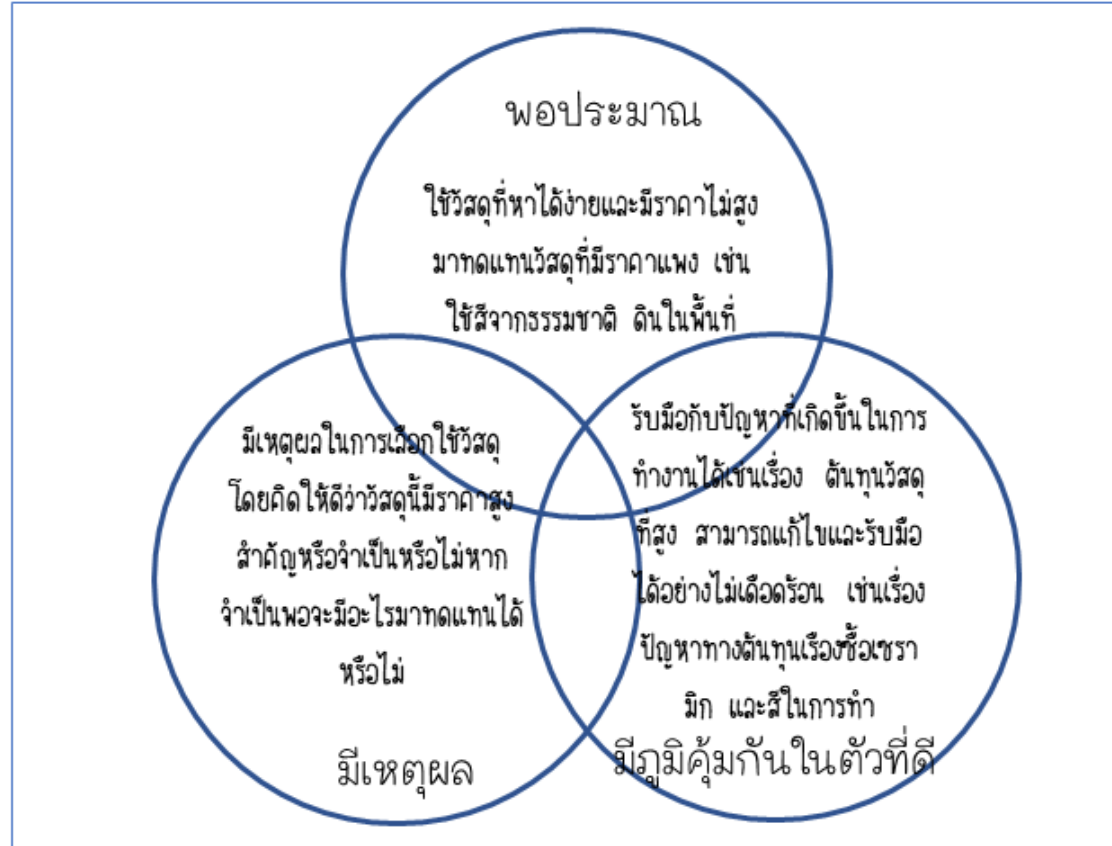 พอประมาณ
ใช้วัสดุที่หาได้ง่ายและมีราคาไม่สูง
มาทดแทนวัสดุที่มีราคาแพง เช่น
ใช้สีจากธรรมชาติ ดินในพื้นที่
มีเหตุผลในการเลือกใช้วัสดุ
โดยคิดให้ดีว่าวัสดุนี้มีราคาสูง
สำคัญหรือจำเป็นหรือไม่หาก
จำเป็นพอจะมีอะไรมาทดแทนได้
หรือไม่
มีเหตุผล
รับมือกับปัญหาที่เกิดขึ้นในการ
ทำงานได้เช่นเรื่อง ต้นทุนวัสดุ
ที่สูง สามารถแก้ไขและรับมือ
ได้อย่างไม่เดือดร้อน เช่นเรื่อง
ปัญหาทางต้นทุนเรื่องซื้อเซรา
มิก และสีในการทำ
มีภูมิคุ้มกันในตัวที่ดี